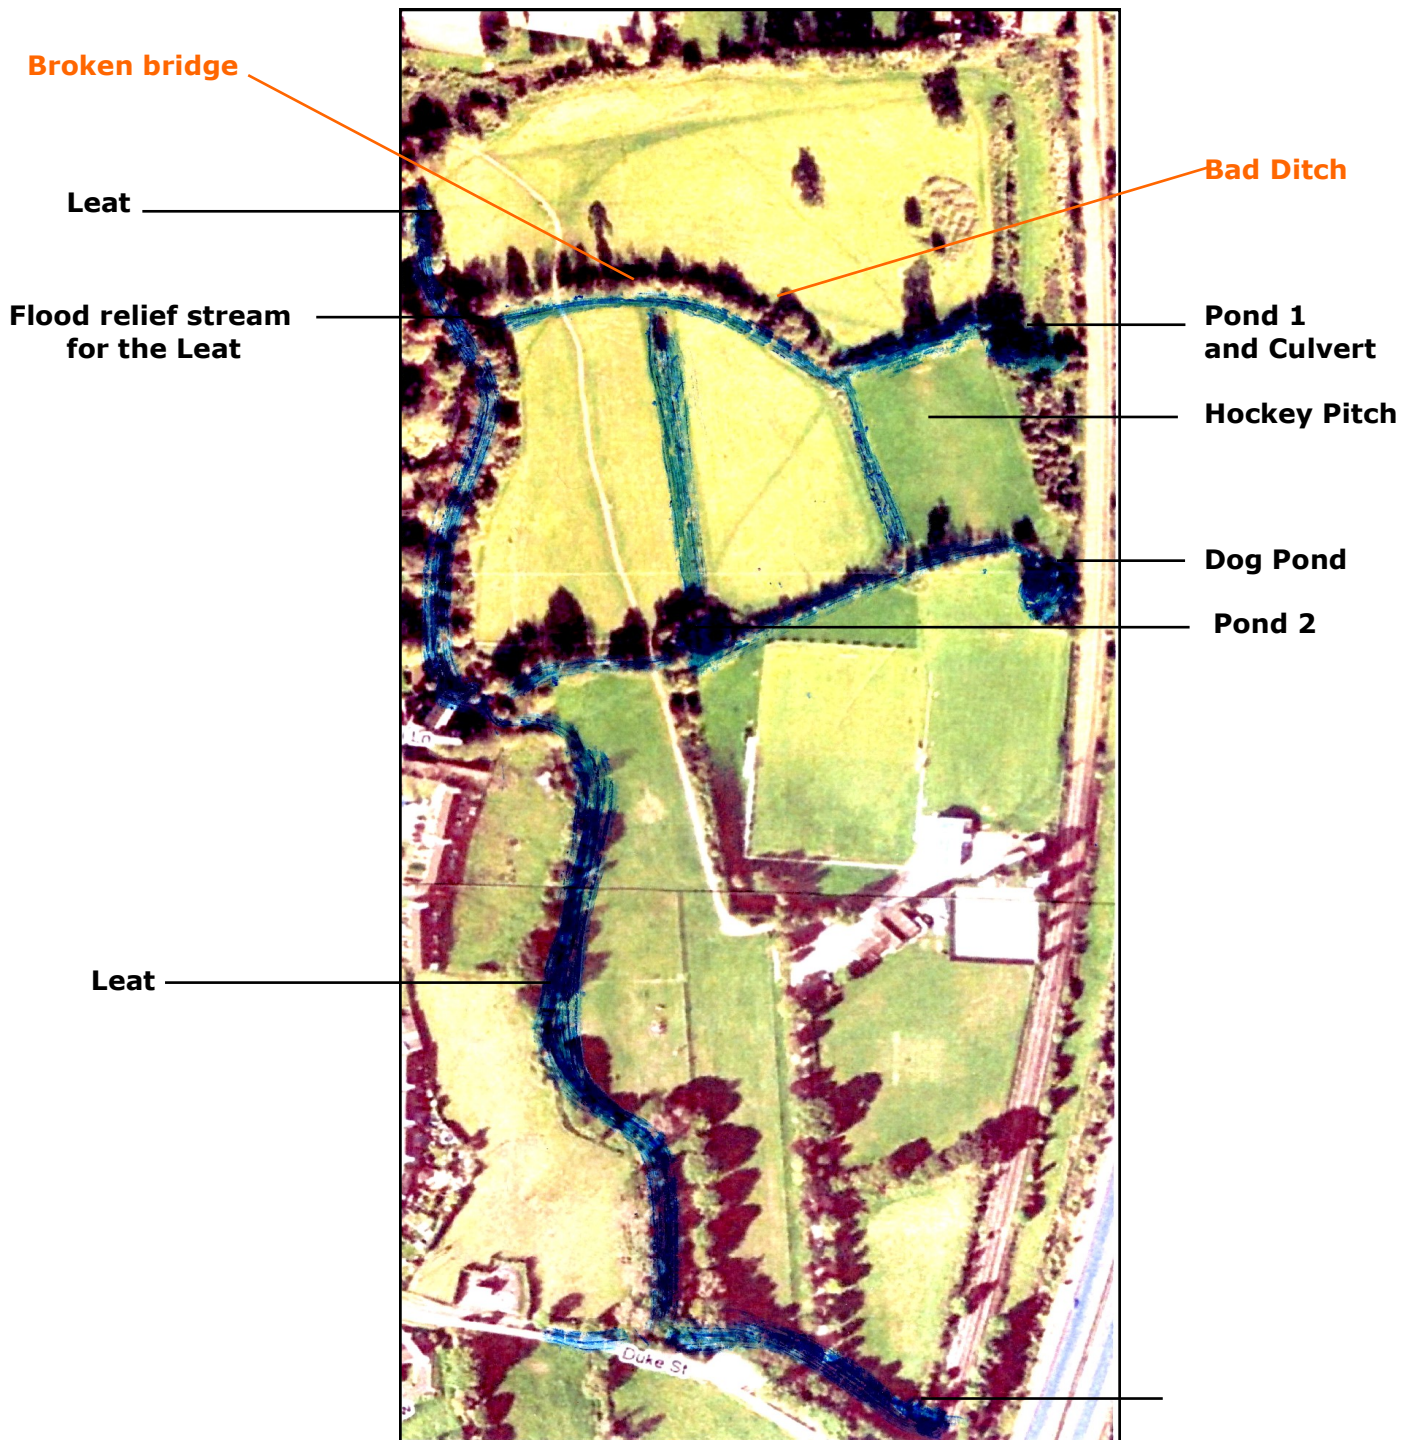 Broken bridge
Bad Ditch
Leat
Flood relief stream
for the Leat
Pond 1
and Culvert
Hockey Pitch
Dog Pond
Pond 2
Ln
Leat
Duke St